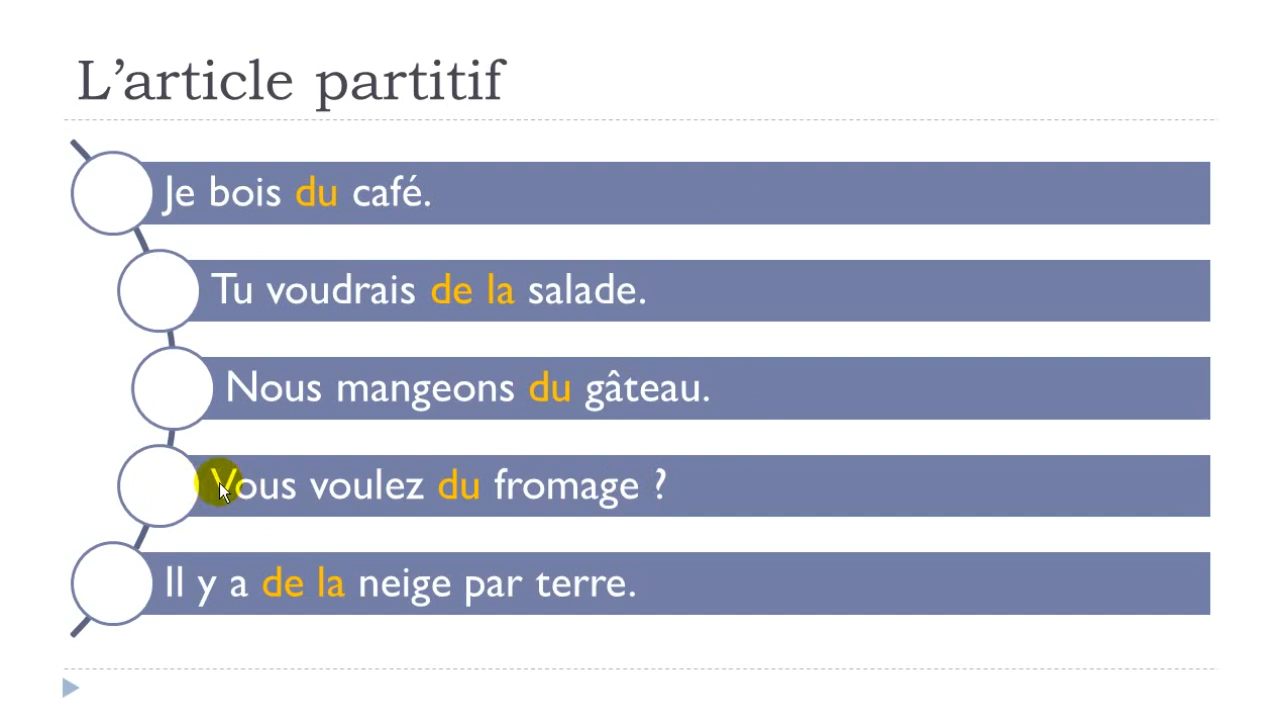 L’article partitif
Je bois du café.
Tu voudrais de la salade.
Nous mangeons du gâteau.
Vous voulez du fromage ?
Il y a de la neige par terre.